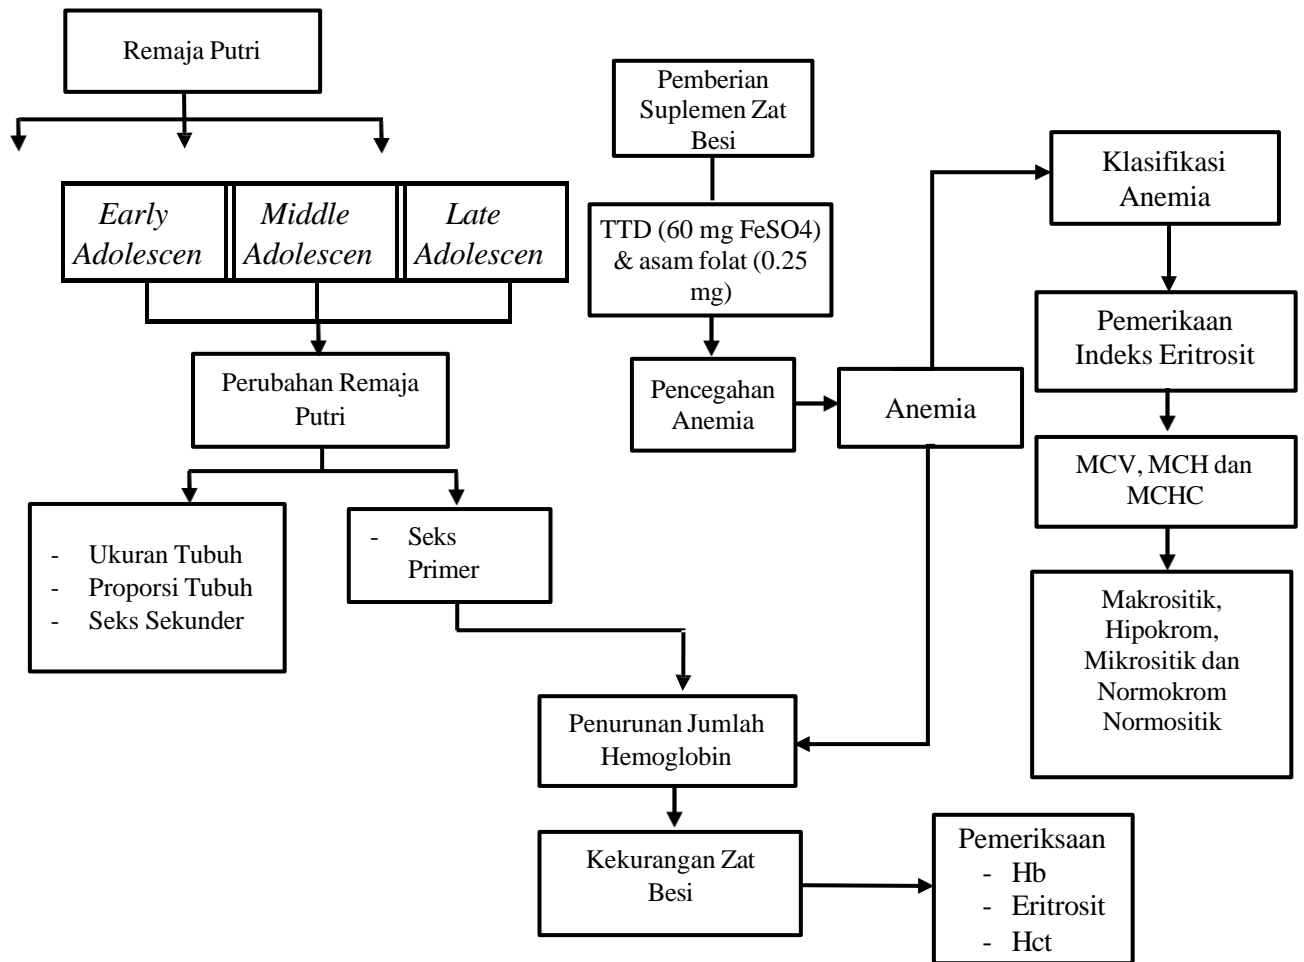 Remaja Putri
Pemberian
Suplemen Zat
Besi
Klasifikasi
Anemia
Early
Adolescen
Middle
Adolescen
Late
Adolescen
TTD (60 mg FeSO4)
& asam folat (0.25
mg)
Pemerikaan
Indeks Eritrosit
Perubahan Remaja
Putri
Pencegahan
Anemia
Anemia
MCV, MCH dan
MCHC
- Ukuran Tubuh
- Proporsi Tubuh
- Seks Sekunder
- Seks
Primer
Makrositik,
Hipokrom,
Mikrositik dan
Normokrom
Normositik
Penurunan Jumlah
Hemoglobin
Kekurangan Zat
Besi
Pemeriksaan
- Hb
- Eritrosit
- Hct